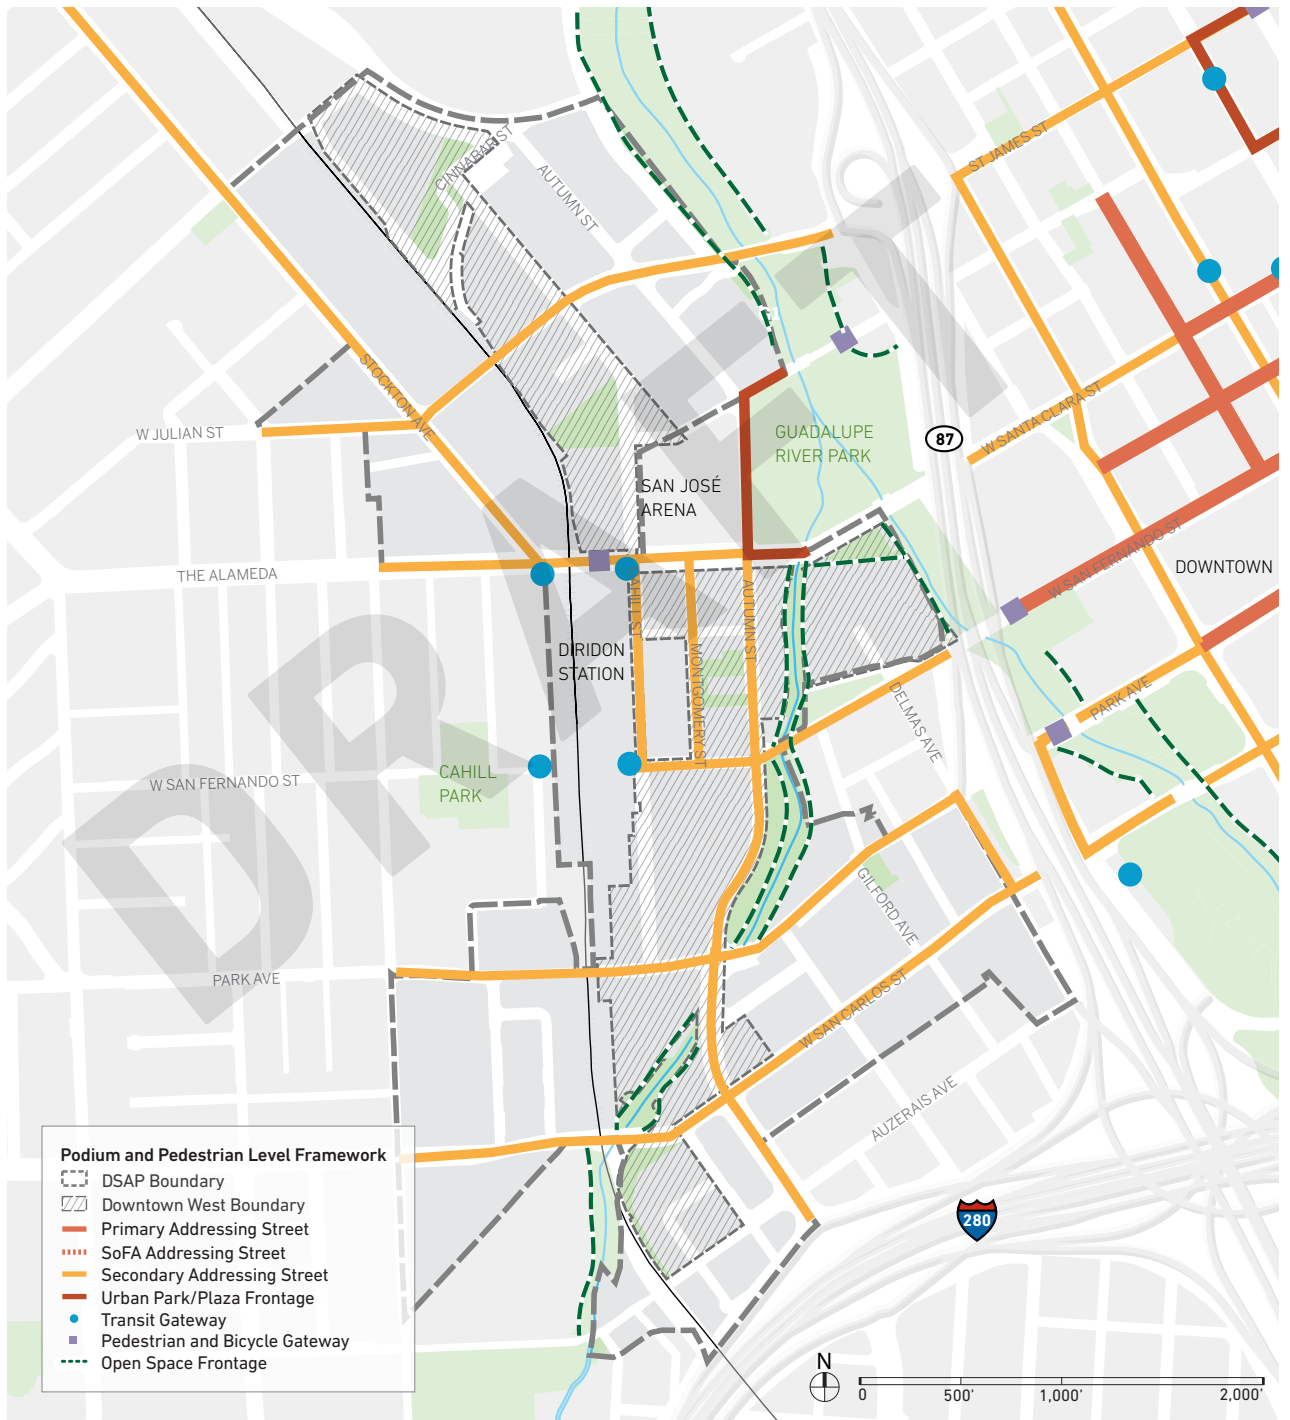 CINNABAR ST
AUTUMN ST
ST JAMES ST
STOCKTON AVE
W JULIAN ST
W SANTA CLARA ST
87
GUADALUPE
RIVER PARK
SAN JOSÉ
ARENA
THE ALAMEDA
W SAN FERNANDO ST
DOWNTOWN
CAHILL ST
AUTUMN ST
MONTGOMERY ST
DIRIDON
STATION
DELMAS AVE
PARK AVE
W SAN FERNANDO ST
CAHILL
PARK
GILFORD AVE
PARK AVE
W SAN CARLOS ST
AUZERAIS AVE
280
DRAFT
Podium and Pedestrian Level Framework
DSAP Boundary
Downtown West Boundary
Primary Addressing Street
SoFA Addressing Street
Secondary Addressing Street
Urban Park/Plaza Frontage
Transit Gateway
Pedestrian and Bicycle Gateway
Open Space Frontage
N
0 500' 1,000' 2,000'